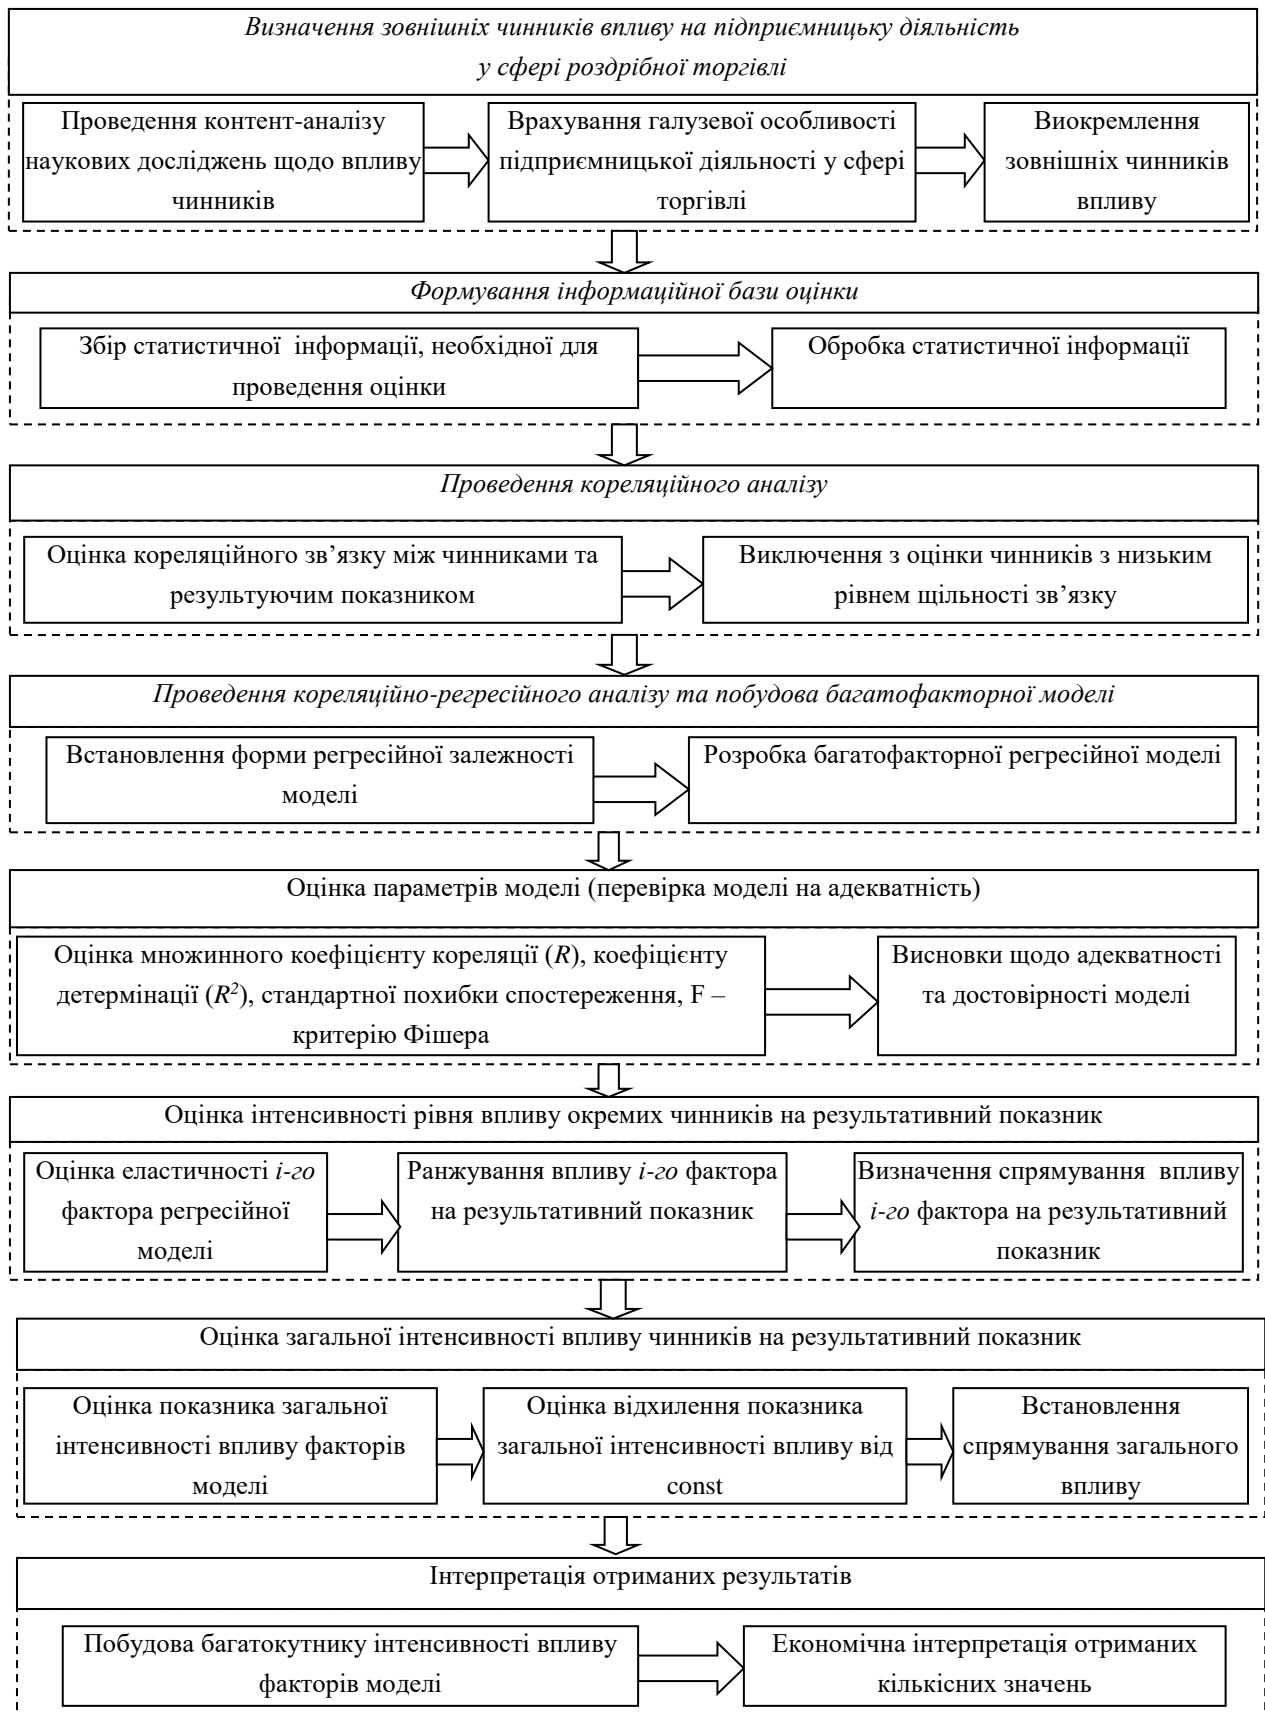 Визначення зовнішніх чинників впливу на підприємницьку діяльність
у сфері роздрібної торгівлі
Проведення контент-аналізу
наукових досліджень щодо впливу
чинників
Врахування галузевої особливості
підприємницької діяльності у сфері
торгівлі
Виокремлення
зовнішніх чинників
впливу
Формування інформаційної бази оцінки
Збір статистичної інформації, необхідної для
проведення оцінки
Обробка статистичної інформації
Проведення кореляційного аналізу
Оцінка кореляційного зв’язку між чинниками та
результуючим показником
Виключення з оцінки чинників з низьким
рівнем щільності зв’язку
Проведення кореляційно-регресійного аналізу та побудова багатофакторної моделі
Встановлення форми регресійної залежності
моделі
Розробка багатофакторної регресійної моделі
Оцінка параметрів моделі (перевірка моделі на адекватність)
Оцінка множинного коефіцієнту кореляції (R), коефіцієнту
детермінації (R²), стандартної похибки спостереження, F –
критерію Фішера
Висновки щодо адекватності
та достовірності моделі
Оцінка інтенсивності рівня впливу окремих чинників на результативний показник
Оцінка еластичності і-го
фактора регресійної
моделі
Ранжування впливу і-го фактора
на результативний показник
Визначення спрямування впливу
і-го фактора на результативний
показник
Оцінка загальної інтенсивності впливу чинників на результативний показник
Оцінка показника загальної
інтенсивності впливу факторів
моделі
Оцінка відхилення показника
загальної інтенсивності впливу від
const
Встановлення
спрямування загального
впливу
Інтерпретація отриманих результатів
Побудова багатокутнику інтенсивності впливу
факторів моделі
Економічна інтерпретація отриманих
кількісних значень